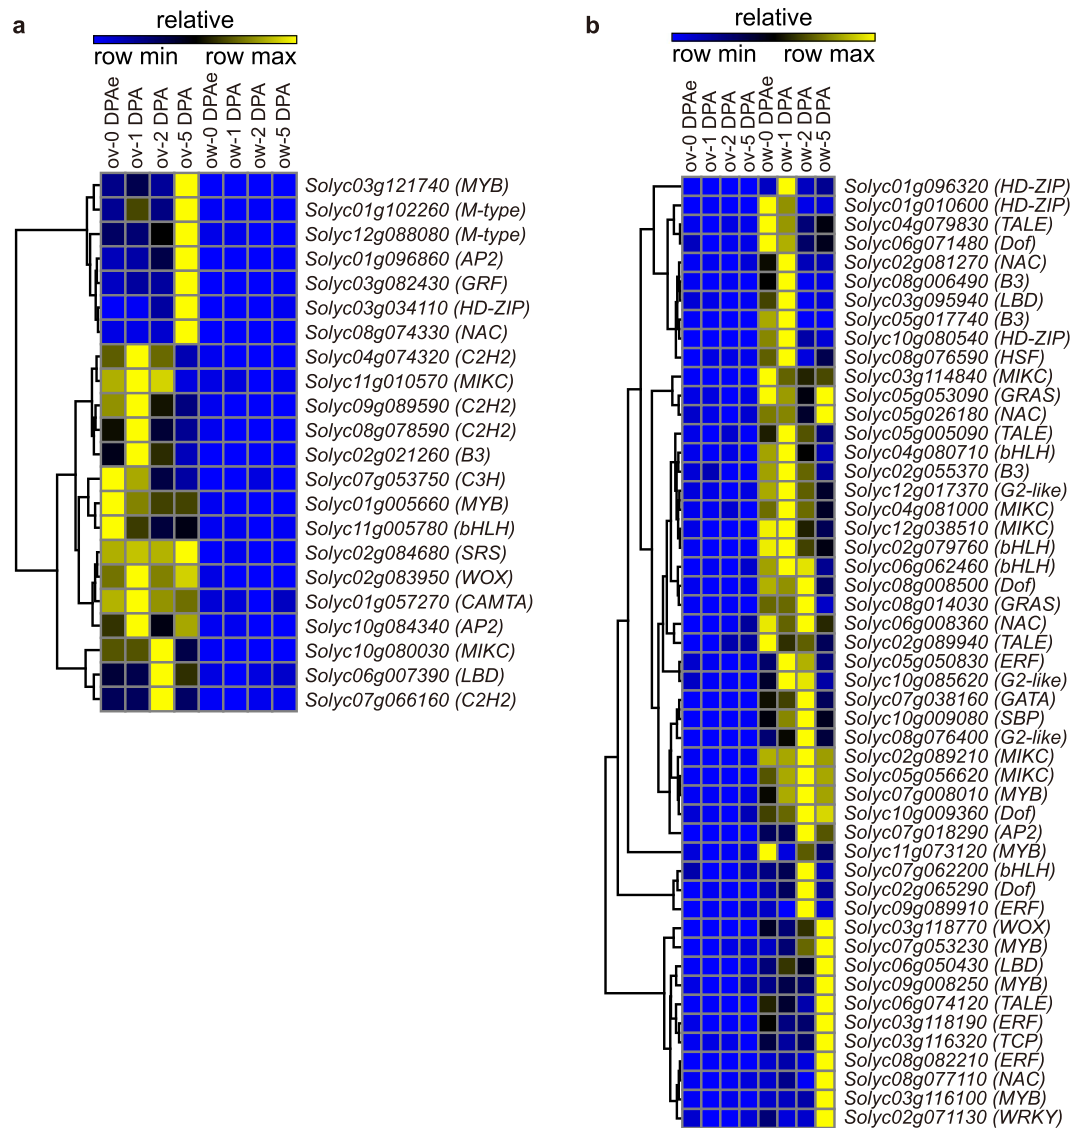 a
relative
row min row max
ov-0 DPAe
ov-1 DPA
ov-2 DPA
ov-5 DPA
ow-0 DPAe
ow-1 DPA
ow-2 DPA
ow-5 DPA
Solyc03g121740 (MYB)
Solyc01g102260 (M-type)
Solyc12g088080 (M-type)
Solyc01g096860 (AP2)
Solyc03g082430 (GRF)
Solyc03g034110 (HD-ZIP)
Solyc08g074330 (NAC)
Solyc04g074320 (C2H2)
Solyc11g010570 (MIKC)
Solyc09g089590 (C2H2)
Solyc08g078590 (C2H2)
Solyc02g021260 (B3)
Solyc07g053750 (C3H)
Solyc01g005660 (MYB)
Solyc11g005780 (bHLH)
Solyc02g084680 (SRS)
Solyc02g083950 (WOX)
Solyc01g057270 (CAMTA)
Solyc10g084340 (AP2)
Solyc10g080030 (MIKC)
Solyc06g007390 (LBD)
Solyc07g066160 (C2H2)
b
relative
row min row max
ov-0 DPAe
ov-1 DPA
ov-2 DPA
ov-5 DPA
ow-0 DPAe
ow-1 DPA
ow-2 DPA
ow-5 DPA
Solyc01g096320 (HD-ZIP)
Solyc01g010600 (HD-ZIP)
Solyc04g079830 (TALE)
Solyc06g071480 (Dof)
Solyc02g081270 (NAC)
Solyc08g006490 (B3)
Solyc03g095940 (LBD)
Solyc05g017740 (B3)
Solyc10g080540 (HD-ZIP)
Solyc08g076590 (HSF)
Solyc03g114840 (MIKC)
Solyc05g053090 (GRAS)
Solyc05g026180 (NAC)
Solyc05g005090 (TALE)
Solyc04g080710 (bHLH)
Solyc02g055370 (B3)
Solyc12g017370 (G2-like)
Solyc04g081000 (MIKC)
Solyc12g038510 (MIKC)
Solyc02g079760 (bHLH)
Solyc06g062460 (bHLH)
Solyc08g008500 (Dof)
Solyc08g014030 (GRAS)
Solyc06g008360 (NAC)
Solyc02g089940 (TALE)
Solyc05g050830 (ERF)
Solyc10g085620 (G2-like)
Solyc07g038160 (GATA)
Solyc10g009080 (SBP)
Solyc08g076400 (G2-like)
Solyc02g089210 (MIKC)
Solyc05g056620 (MIKC)
Solyc07g008010 (MYB)
Solyc10g009360 (Dof)
Solyc07g018290 (AP2)
Solyc11g073120 (MYB)
Solyc07g062200 (bHLH)
Solyc02g065290 (Dof)
Solyc09g089910 (ERF)
Solyc03g118770 (WOX)
Solyc07g053230 (MYB)
Solyc06g050430 (LBD)
Solyc09g008250 (MYB)
Solyc06g074120 (TALE)
Solyc03g118190 (ERF)
Solyc03g116320 (TCP)
Solyc08g082210 (ERF)
Solyc08g077110 (NAC)
Solyc03g116100 (MYB)
Solyc02g071130 (WRKY)